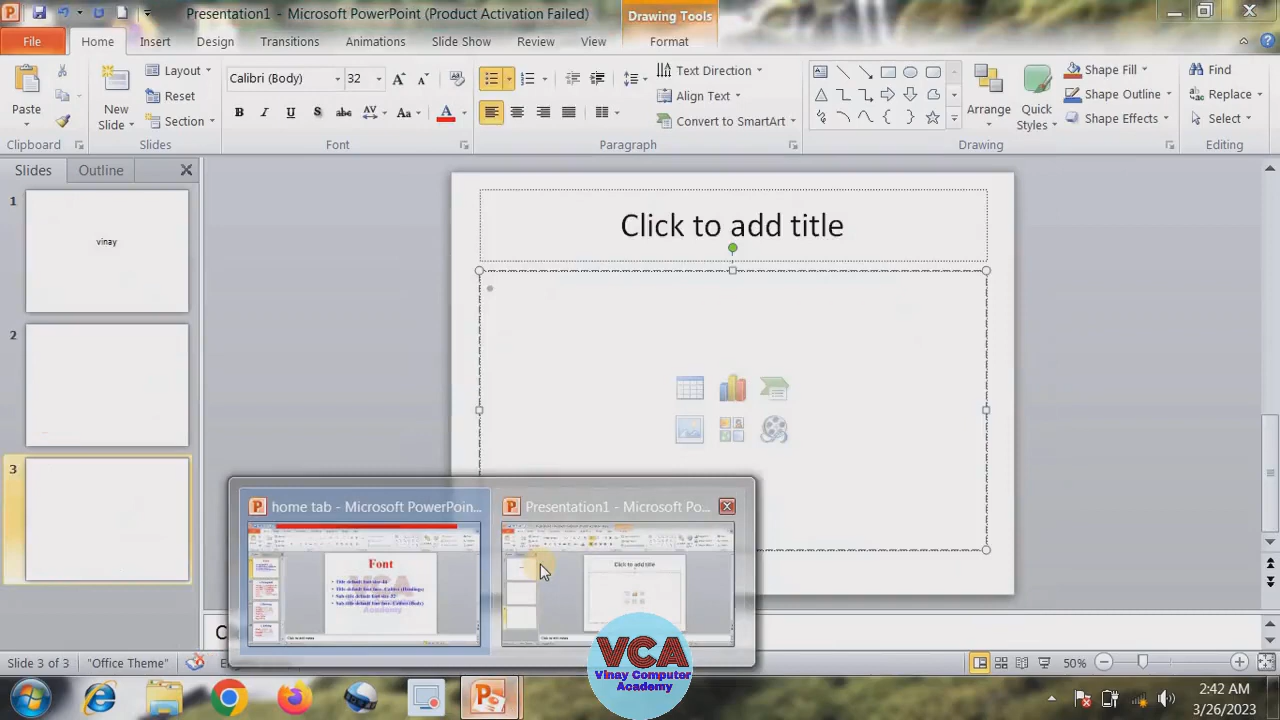 Presentation1 - Microsoft PowerPoint (Product Activation Failed)
Drawing Tools
File
Home
Insert
Design
Transitions
Animations
Slide Show
Review
View
Format
Paste
Clipboard
New
Slide
Layout
Reset
Section
Slides
Calibri (Body)
32
B
I
U
S
abc
AV
Aa
A
Font
Text Direction
Align Text
Convert to SmartArt
Paragraph
Arrange
Quick
Styles
Shape Fill
Shape Outline
Shape Effects
Drawing
Find
Replace
Select
Editing
Slides
Outline
1
vinay
2
3
Click to add title
home tab - Microsoft PowerPoin...
Presentation1 - Microsoft Po...
Font
Click to add title
VCA
Vinay Computer
Academy
Slide 3 of 3
"Office Theme"
50%
2:42 AM
3/26/2023